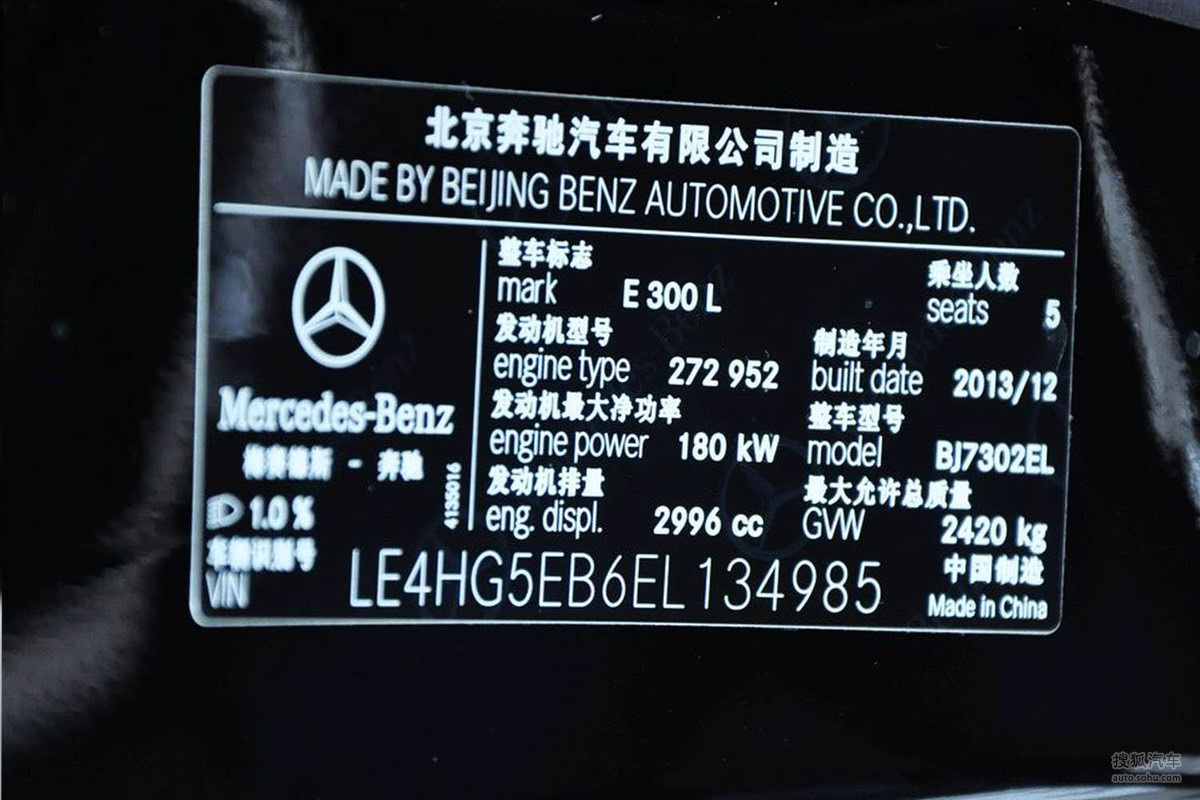 北京奔驰汽车有限公司制造
MADE BY BEIJING BENZ AUTOMOTIVE CO.,LTD.
整车标志
mark E 300 L
乘坐人数
seats 5
发动机型号
engine type 272 952
制造年月
built date 2013/12
发动机最大净功率
engine power 180 kW
整车型号
model BJ7302EL
发动机排量
eng. displ. 2996 cc
最大允许总质量
GVW 2420 kg
Mercedes-Benz
梅赛德斯 - 奔驰
4135016
1.0 %
车辆识别号
VIN LE4HG5EB6EL134985
中国制造
Made in China
搜狐汽车
auto.sohu.com